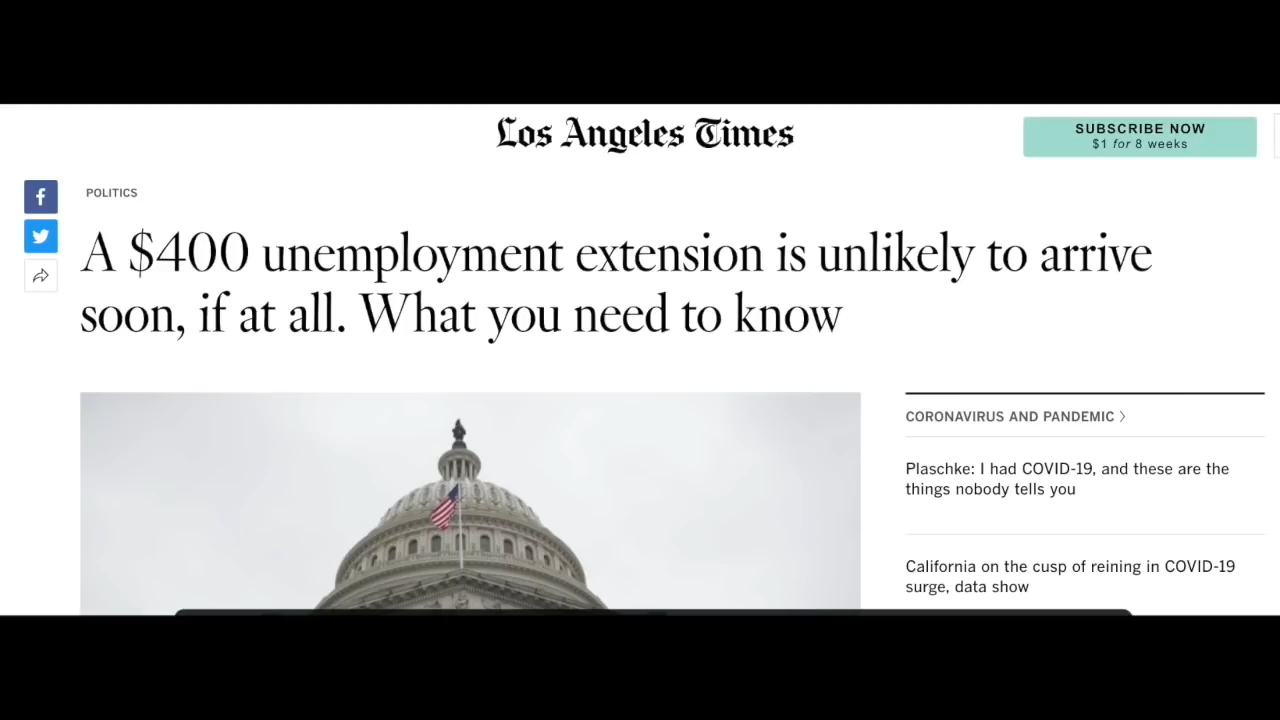 Los Angeles Times
SUBSCRIBE NOW
$1 for 8 weeks
POLITICS
A $400 unemployment extension is unlikely to arrive
soon, if at all. What you need to know
CORONAVIRUS AND PANDEMIC
Plaschke: I had COVID-19, and these are the
things nobody tells you
California on the cusp of reining in COVID-19
surge, data show